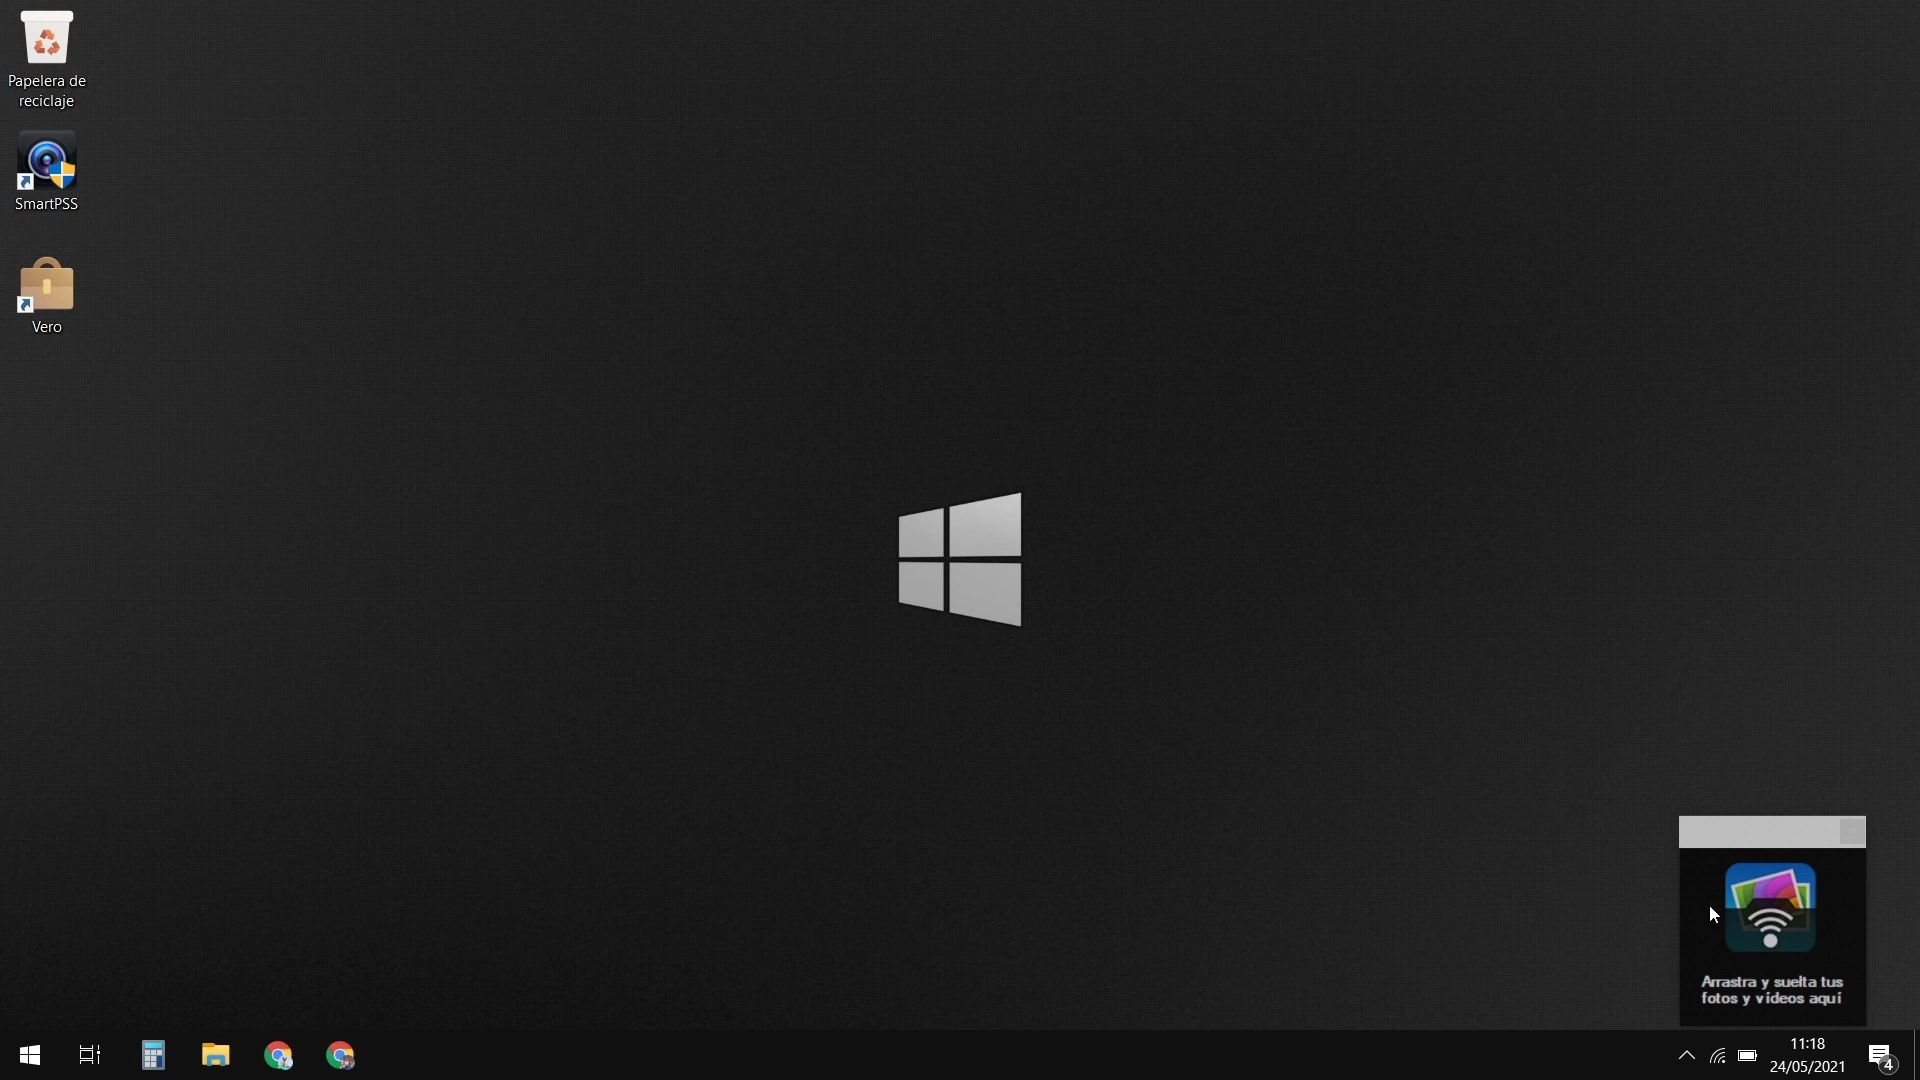 Papelera de
reciclaje
SmartPSS
Vero
Arrastra y suelta tus
fotos y vídeos aquí
11:18
24/05/2021
4